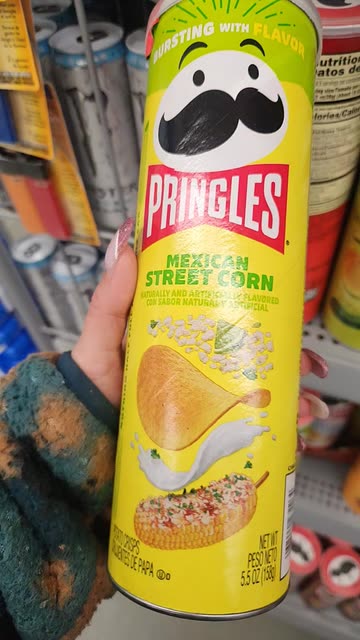 BURSTING WITH FLAVOR
PRINGLES
MEXICAN
STREET CORN
NATURALLY AND ARTIFICIALLY FLAVORED
CON SABOR NATURAL Y ARTIFICIAL
NET WT
PESO NETO
5.5 OZ (158g)